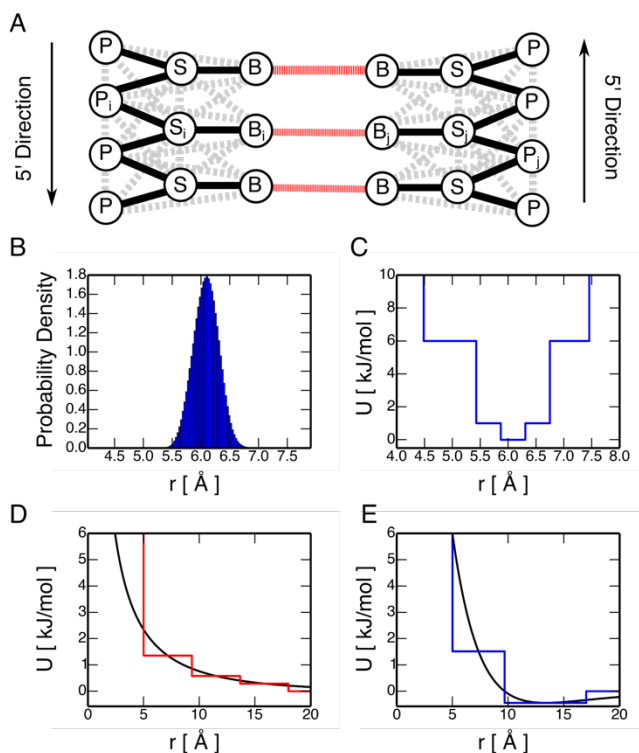 A
P P
S B B S
P_i P
S_i B_i B_j S_j
P P_j
S B B S
P P
5' Direction
5' Direction
B
Probability Density
1.8
1.6
1.4
1.2
1.0
0.8
0.6
0.4
0.2
0.0
4.5 5.0 5.5 6.0 6.5 7.0 7.5
r [ Å ]
C
U [ kJ/mol ]
10
8
6
4
2
0
4.0 4.5 5.0 5.5 6.0 6.5 7.0 7.5 8.0
r [ Å ]
D
U [ kJ/mol ]
6
5
4
3
2
1
0
0 5 10 15 20
r [ Å ]
E
U [ kJ/mol ]
6
5
4
3
2
1
0
0 5 10 15 20
r [ Å ]